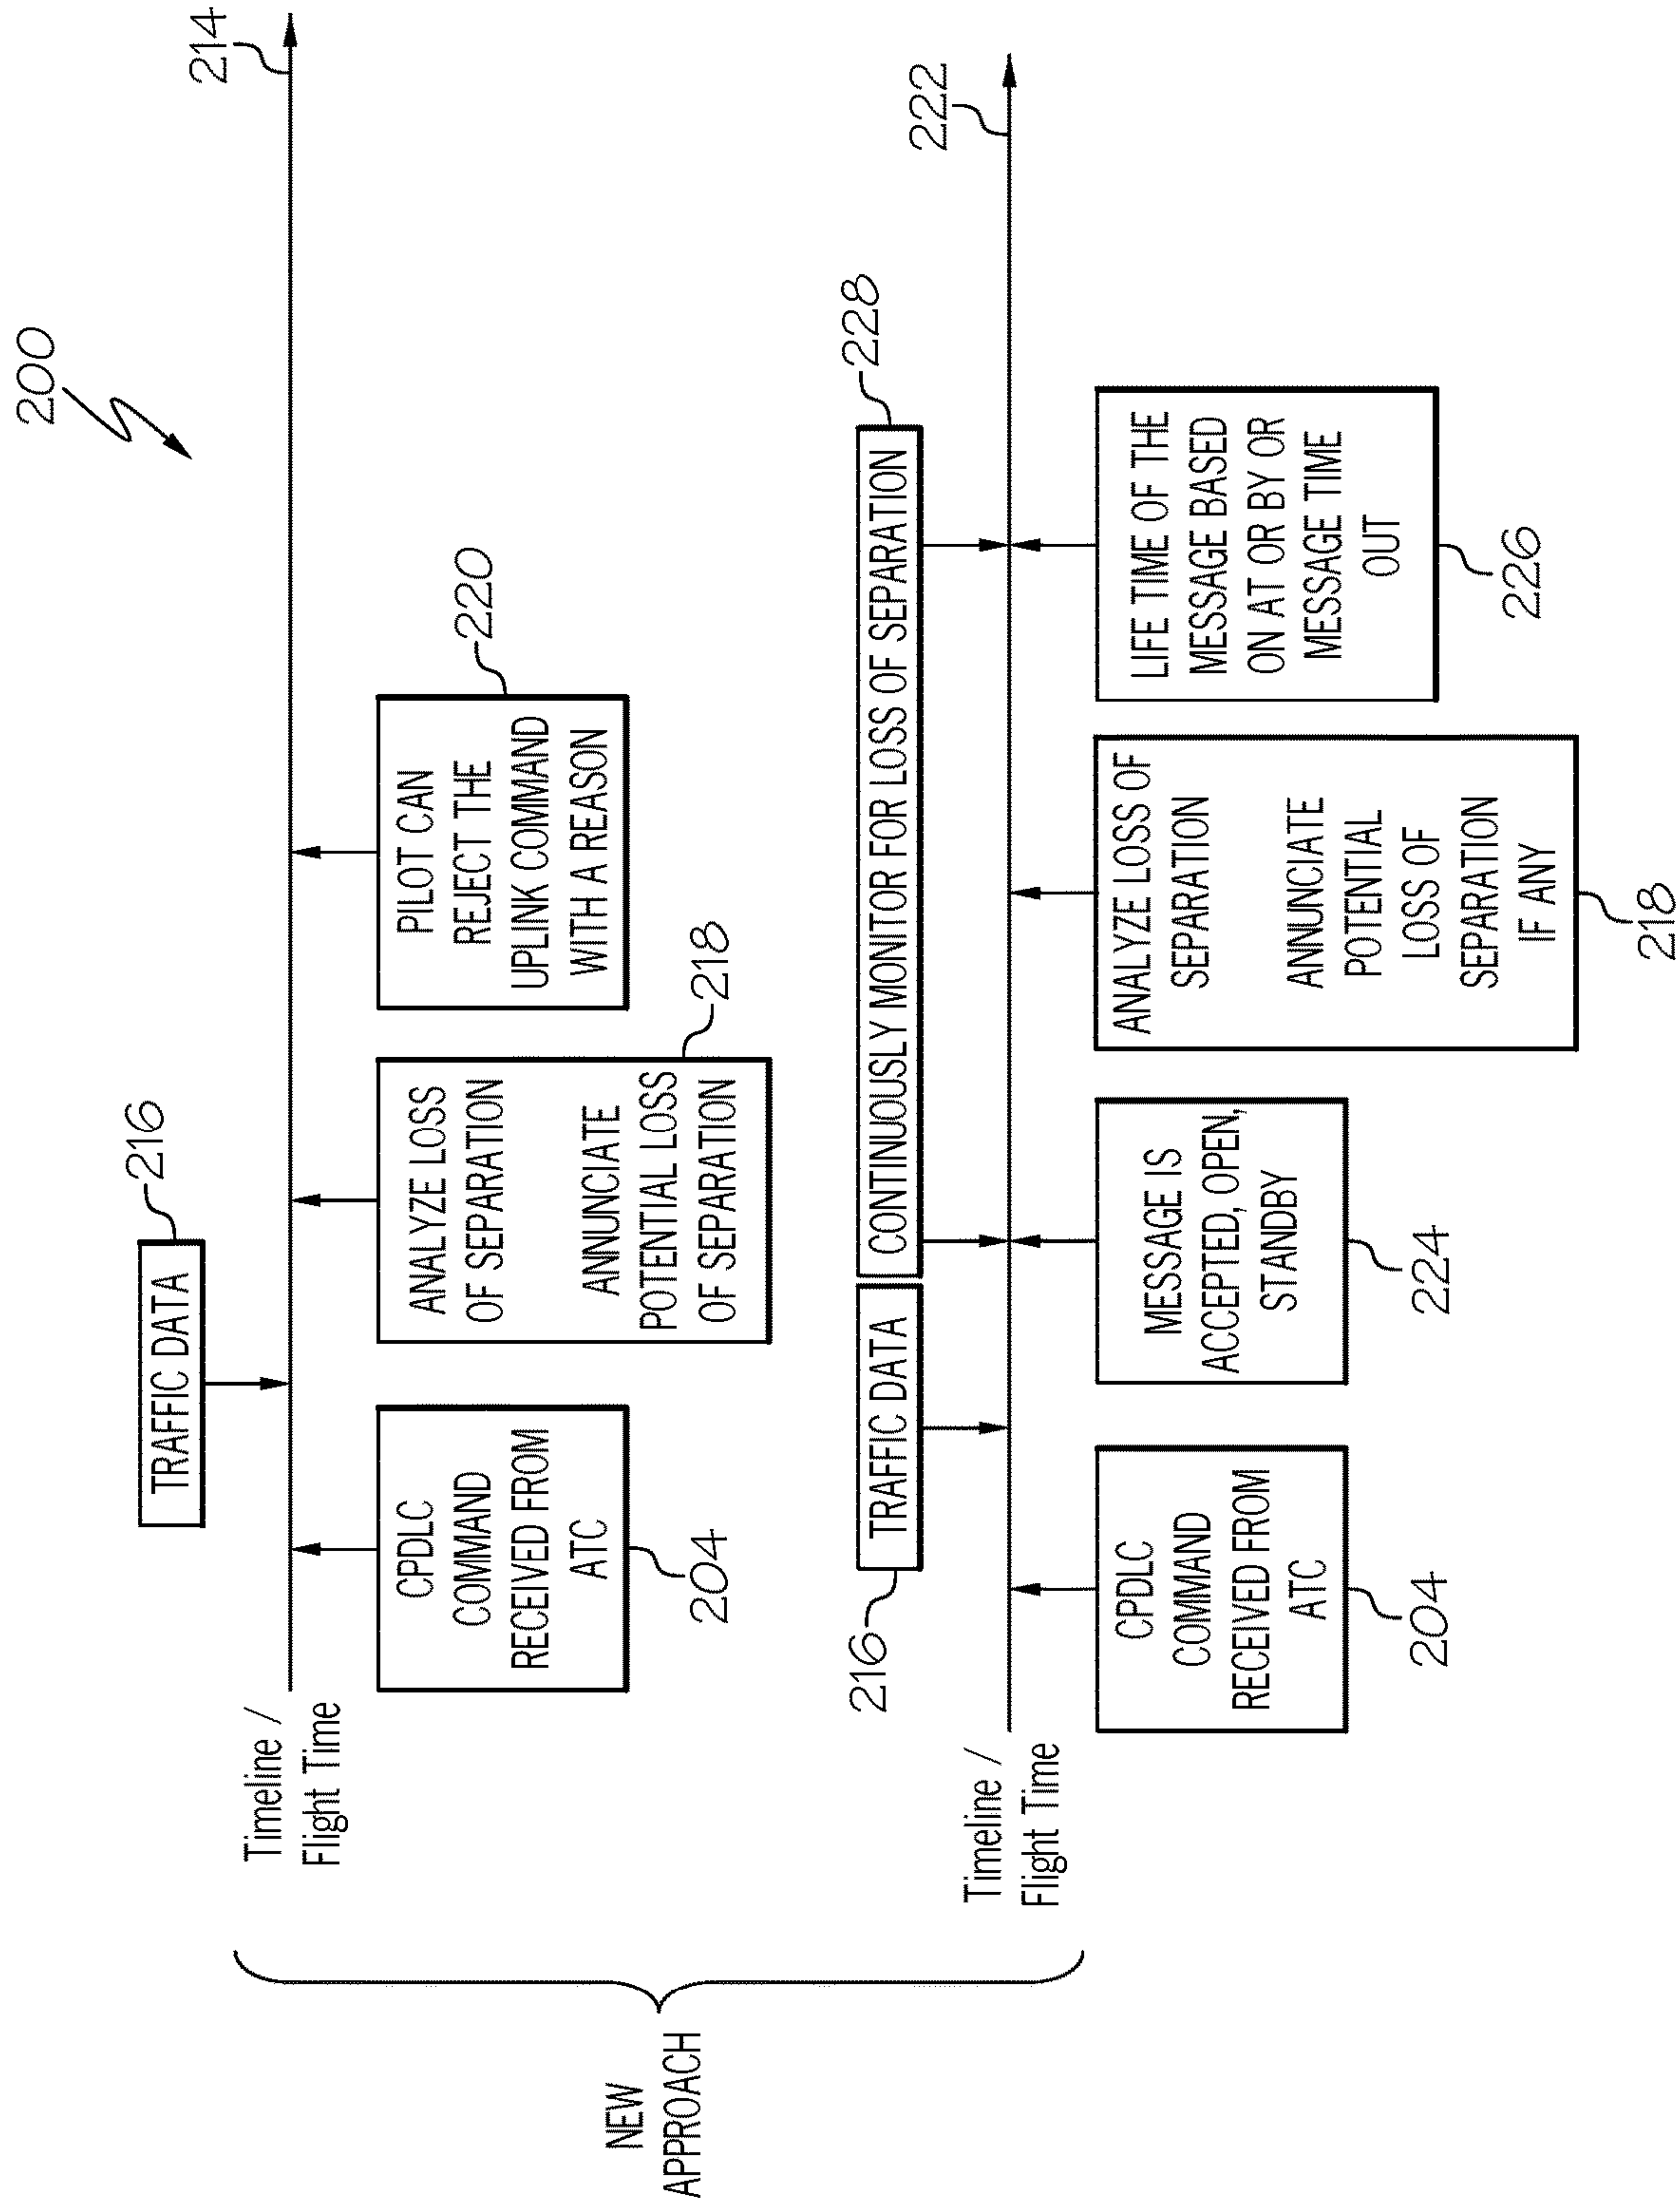 200
TRAFFIC DATA
216
214
Timeline /
Flight Time
CPDLC
COMMAND
RECEIVED FROM
ATC
204
ANALYZE LOSS
OF SEPARATION
ANNUNCIATE
POTENTIAL LOSS
OF SEPARATION
218
PILOT CAN
REJECT THE
UPLINK COMMAND
WITH A REASON
220
NEW
APPROACH
216
TRAFFIC DATA
CONTINUOUSLY MONITOR FOR LOSS OF SEPARATION
228
222
Timeline /
Flight Time
CPDLC
COMMAND
RECEIVED FROM
ATC
204
MESSAGE IS
ACCEPTED, OPEN,
STANDBY
224
ANALYZE LOSS OF
SEPARATION
ANNUNCIATE
POTENTIAL
LOSS OF
SEPARATION
IF ANY
218
LIFE TIME OF THE
MESSAGE BASED
ON AT OR BY OR
MESSAGE TIME
OUT
226